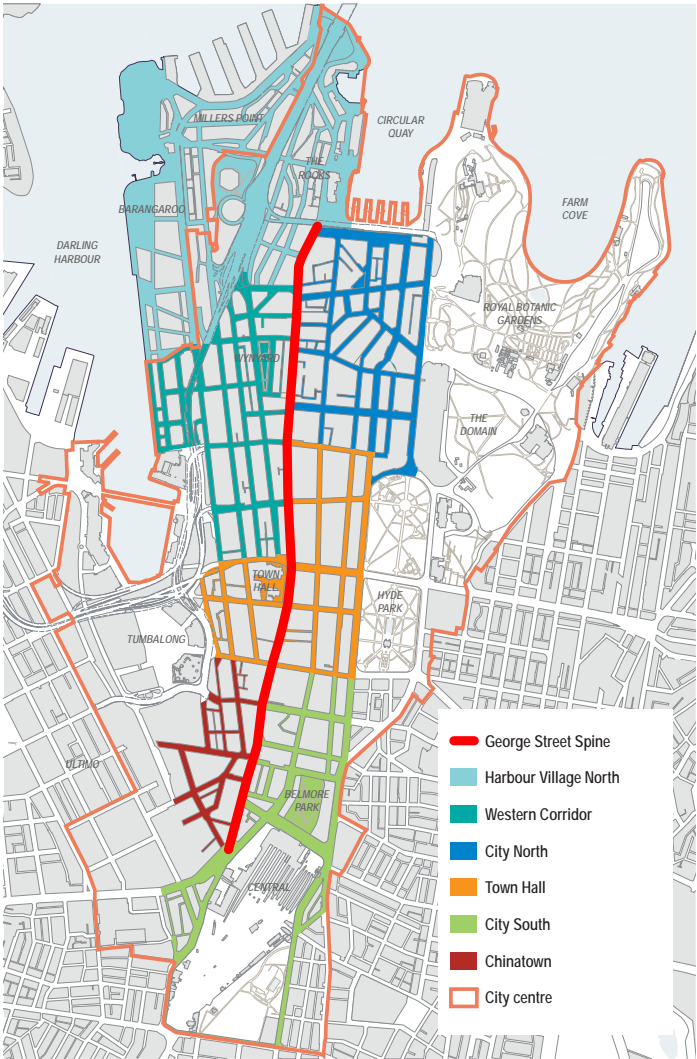 MILLERS POINT
CIRCULAR
QUAY
THE
ROCKS
BARANGAROO
FARM
COVE
DARLING
HARBOUR
ROYAL BOTANIC
GARDENS
WYNYARD
THE
DOMAIN
TOWN
HALL
HYDE
PARK
TUMBALONG
ULTIMO
BELMORE
PARK
CENTRAL
George Street Spine
Harbour Village North
Western Corridor
City North
Town Hall
City South
Chinatown
City centre